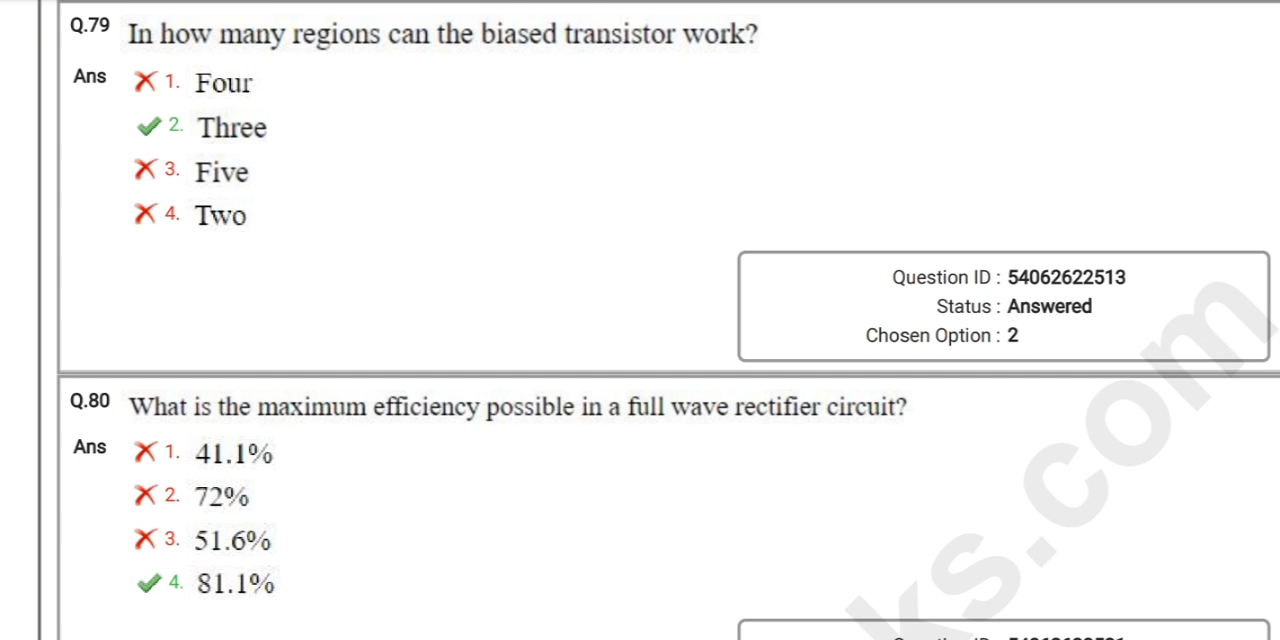 Q.79 In how many regions can the biased transistor work?
Ans 1. Four
2. Three
3. Five
4. Two
Question ID : 54062622513
Status : Answered
Chosen Option : 2
Q.80 What is the maximum efficiency possible in a full wave rectifier circuit?
Ans 1. 41.1%
2. 72%
3. 51.6%
4. 81.1%
ks.com